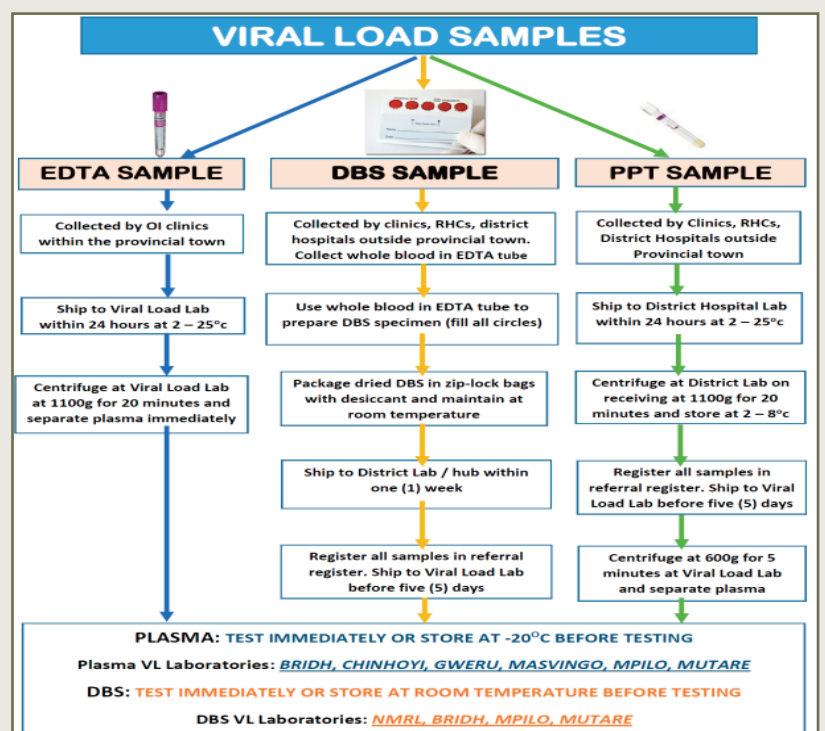 VIRAL LOAD SAMPLES
EDTA SAMPLE
Collected by OI clinics
within the provincial town
Ship to Viral Load Lab
within 24 hours at 2 – 25°c
Centrifuge at Viral Load Lab
at 1100g for 20 minutes and
separate plasma immediately
DBS SAMPLE
Collected by clinics, RHCs, district
hospitals outside provincial town.
Collect whole blood in EDTA tube
Use whole blood in EDTA tube to
prepare DBS specimen (fill all circles)
Package dried DBS in zip-lock bags
with desiccant and maintain at
room temperature
Ship to District Lab / hub within
one (1) week
Register all samples in referral
register. Ship to Viral Load Lab
before five (5) days
PPT SAMPLE
Collected by Clinics, RHCs,
District Hospitals outside
Provincial town
Ship to District Hospital Lab
within 24 hours at 2 – 25°c
Centrifuge at District Lab on
receiving at 1100g for 20
minutes and store at 2 – 8°c
Register all samples in
referral register. Ship to Viral
Load Lab before five (5) days
Centrifuge at 600g for 5
minutes at Viral Load Lab
and separate plasma
PLASMA: TEST IMMEDIATELY OR STORE AT -20°C BEFORE TESTING
Plasma VL Laboratories: BRIDH, CHINHOYI, GWERU, MASVINGO, MPILO, MUTARE
DBS: TEST IMMEDIATELY OR STORE AT ROOM TEMPERATURE BEFORE TESTING
DBS VL Laboratories: NMRL, BRIDH, MPILO, MUTARE